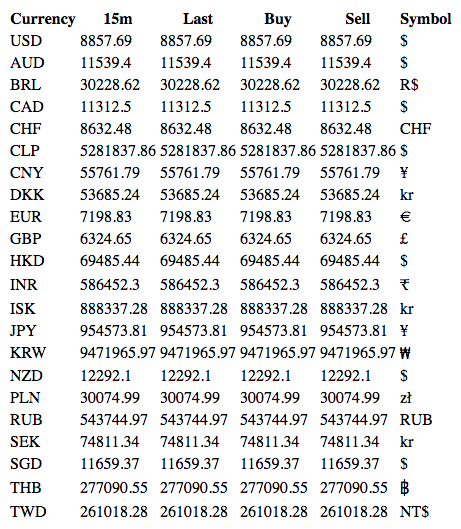 Currency 15m Last Buy Sell Symbol
USD 8857.69 8857.69 8857.69 8857.69 $
AUD 11539.4 11539.4 11539.4 11539.4 $
BRL 30228.62 30228.62 30228.62 30228.62 R$
CAD 11312.5 11312.5 11312.5 11312.5 $
CHF 8632.48 8632.48 8632.48 8632.48 CHF
CLP 5281837.86 5281837.86 5281837.86 5281837.86 $
CNY 55761.79 55761.79 55761.79 55761.79 ¥
DKK 53685.24 53685.24 53685.24 53685.24 kr
EUR 7198.83 7198.83 7198.83 7198.83 €
GBP 6324.65 6324.65 6324.65 6324.65 £
HKD 69485.44 69485.44 69485.44 69485.44 $
INR 586452.3 586452.3 586452.3 586452.3 ₹
ISK 888337.28 888337.28 888337.28 888337.28 kr
JPY 954573.81 954573.81 954573.81 954573.81 ¥
KRW 9471965.97 9471965.97 9471965.97 9471965.97 ₩
NZD 12292.1 12292.1 12292.1 12292.1 $
PLN 30074.99 30074.99 30074.99 30074.99 zł
RUB 543744.97 543744.97 543744.97 543744.97 RUB
SEK 74811.34 74811.34 74811.34 74811.34 kr
SGD 11659.37 11659.37 11659.37 11659.37 $
THB 277090.55 277090.55 277090.55 277090.55 ฿
TWD 261018.28 261018.28 261018.28 261018.28 NT$